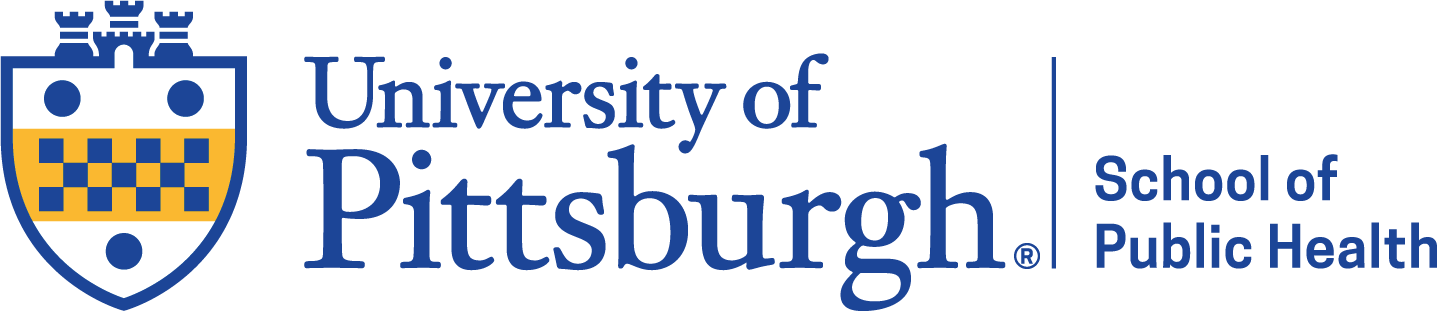 University of
Pittsburgh®
School of
Public Health